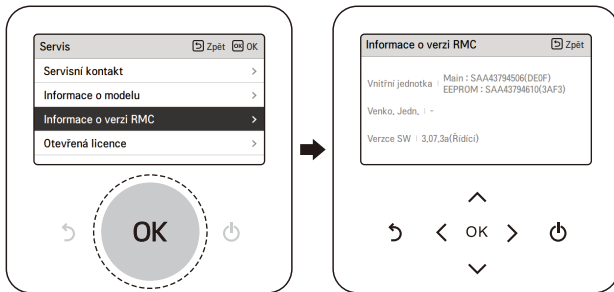 Servis Zpět OK OK
Servisní kontakt
Informace o modelu
Informace o verzi RMC
Otevřená licence
OK
Informace o verzi RMC Zpět
Vnitřní jednotka Main : SAA43794506(DE0F)
EEPROM : SAA43794610(3AF3)
Venko, Jedn, -
Verzce SW 3,07,3a(Řídící)
OK